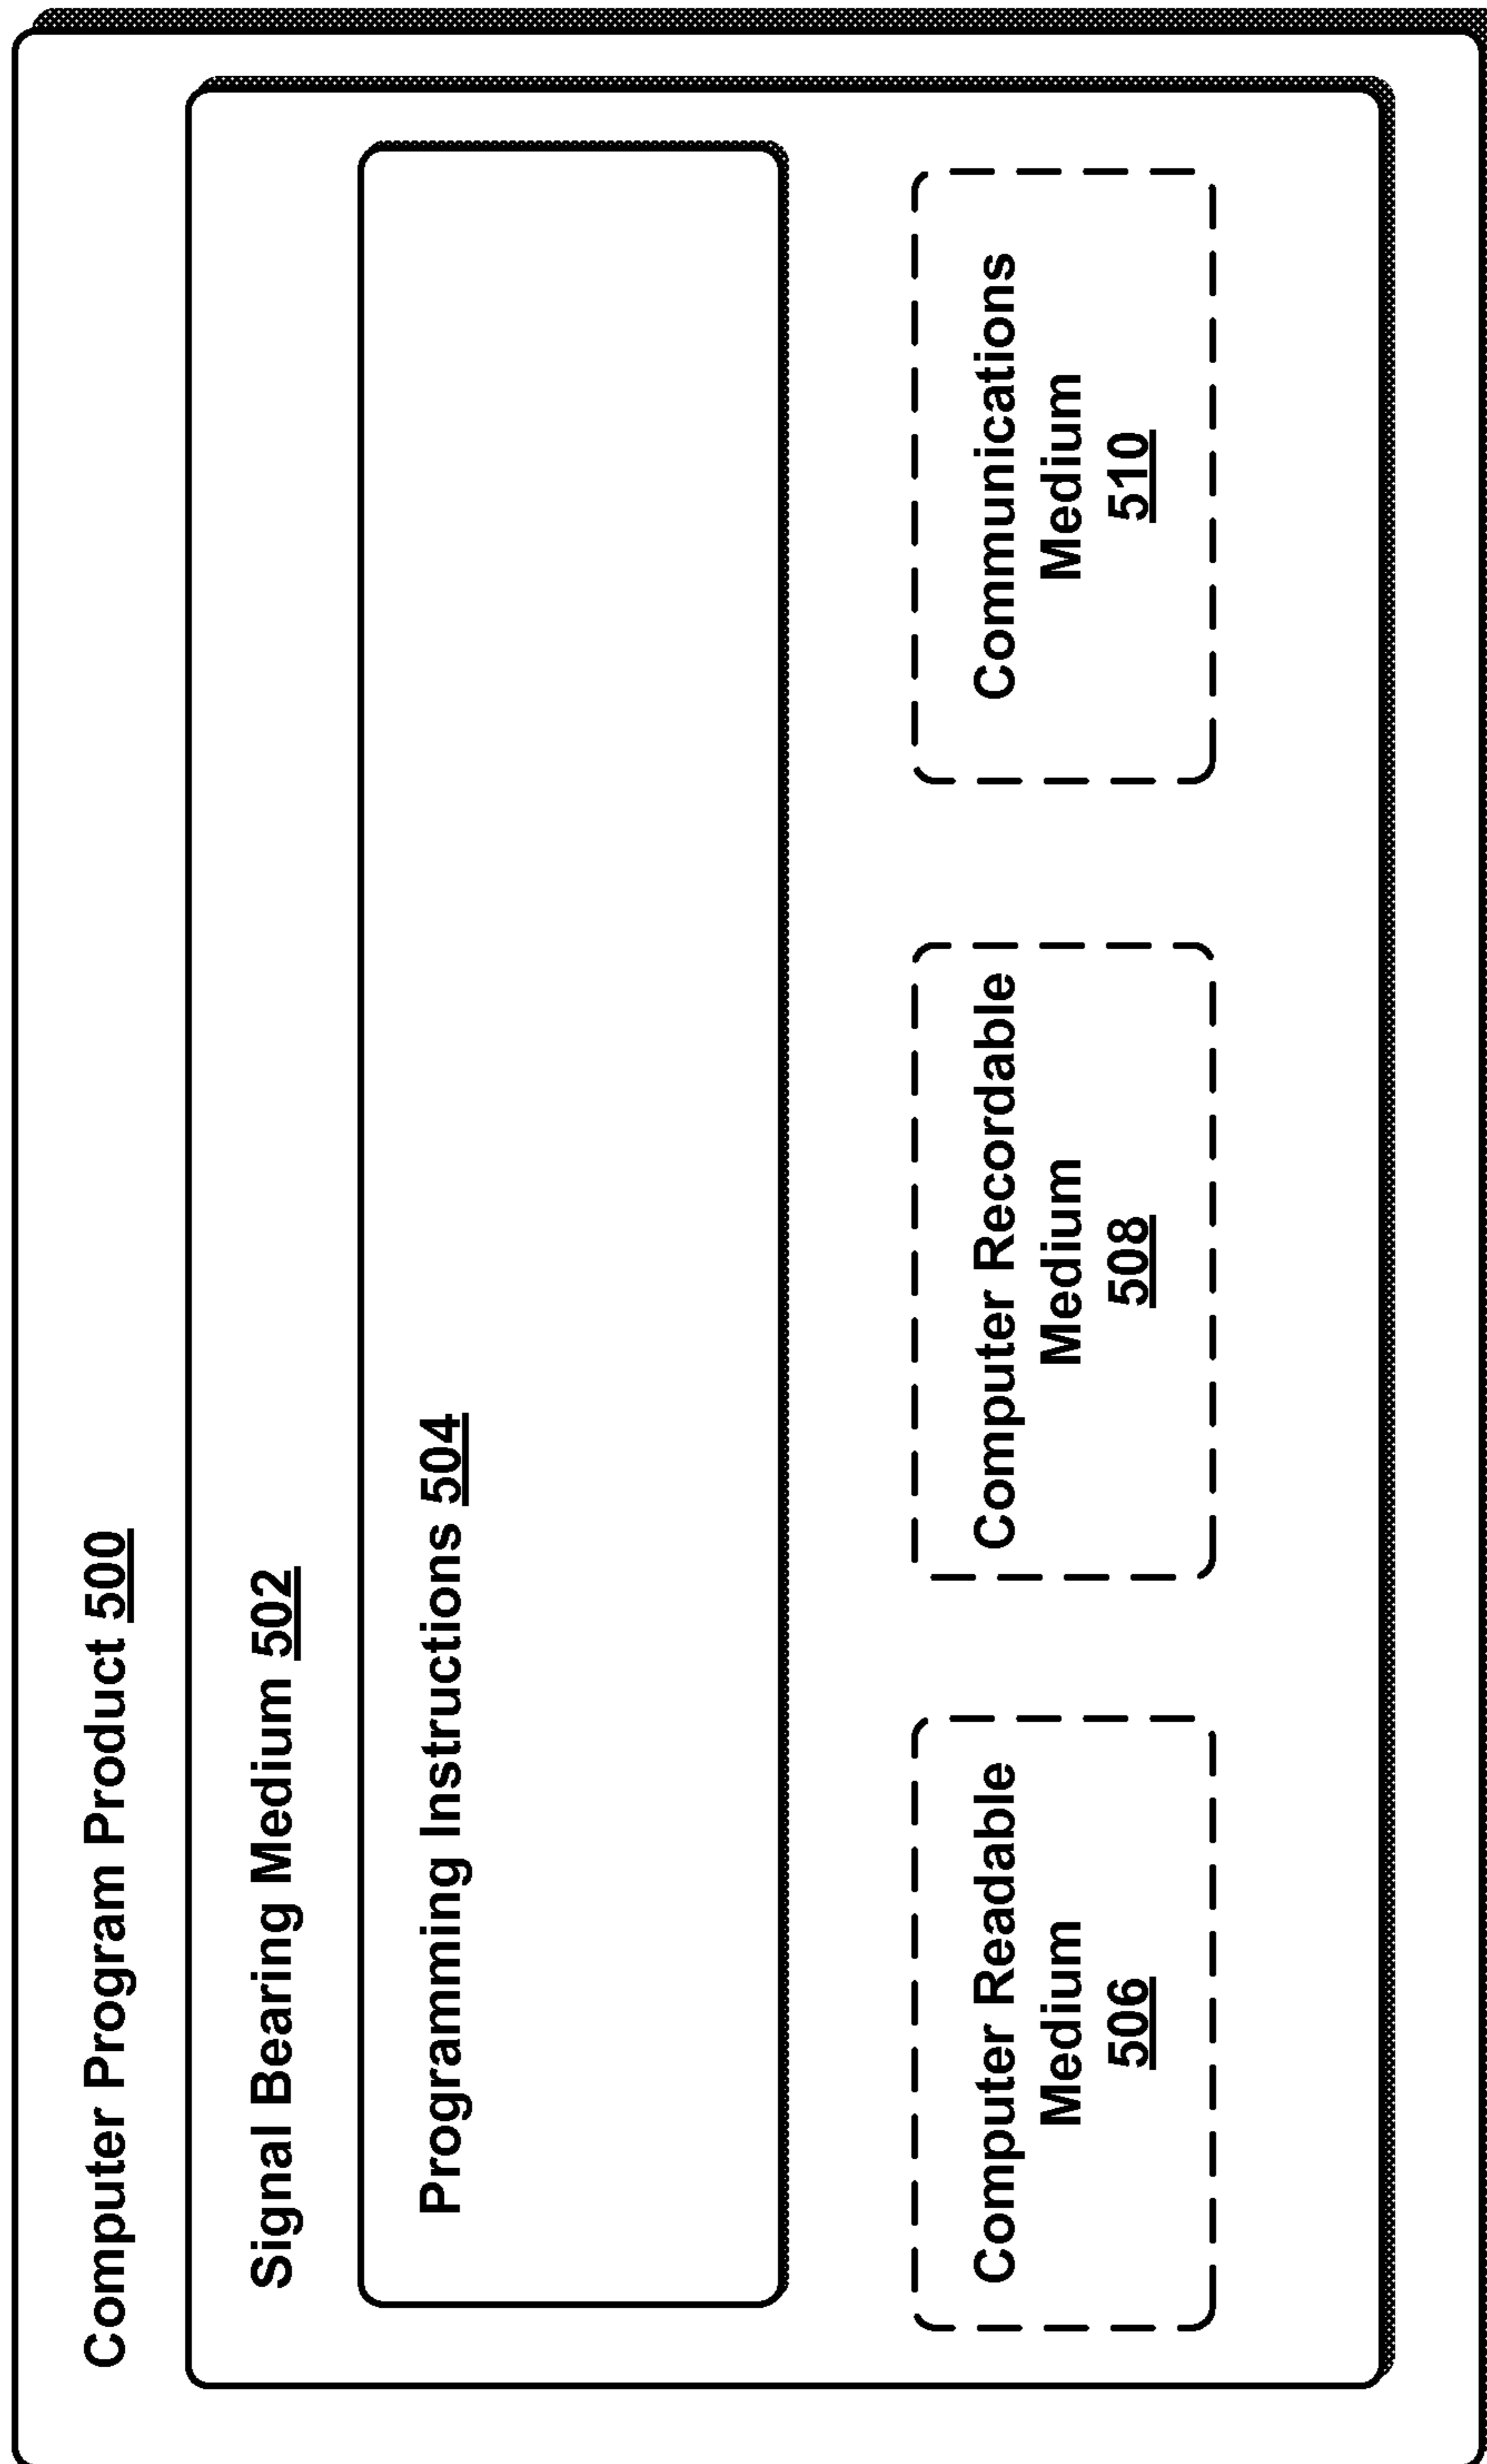 Computer Program Product 500
Signal Bearing Medium 502
Programming Instructions 504
Computer Readable
Medium
506
Computer Recordable
Medium
508
Communications
Medium
510